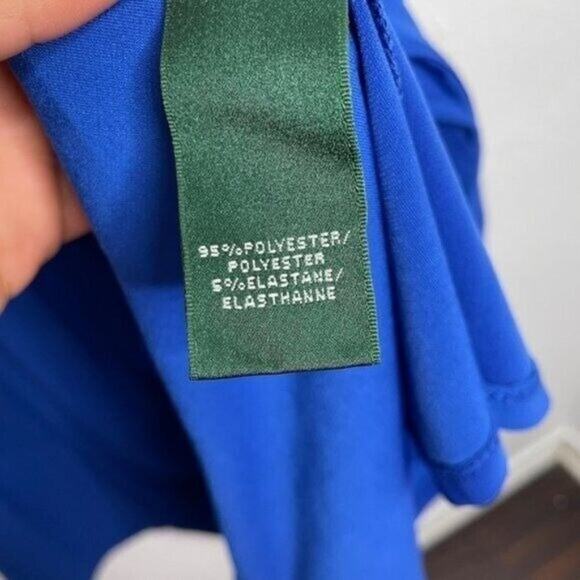 95%POLYESTER/
POLYESTER
5%ELASTANE/
ELASTHANNE